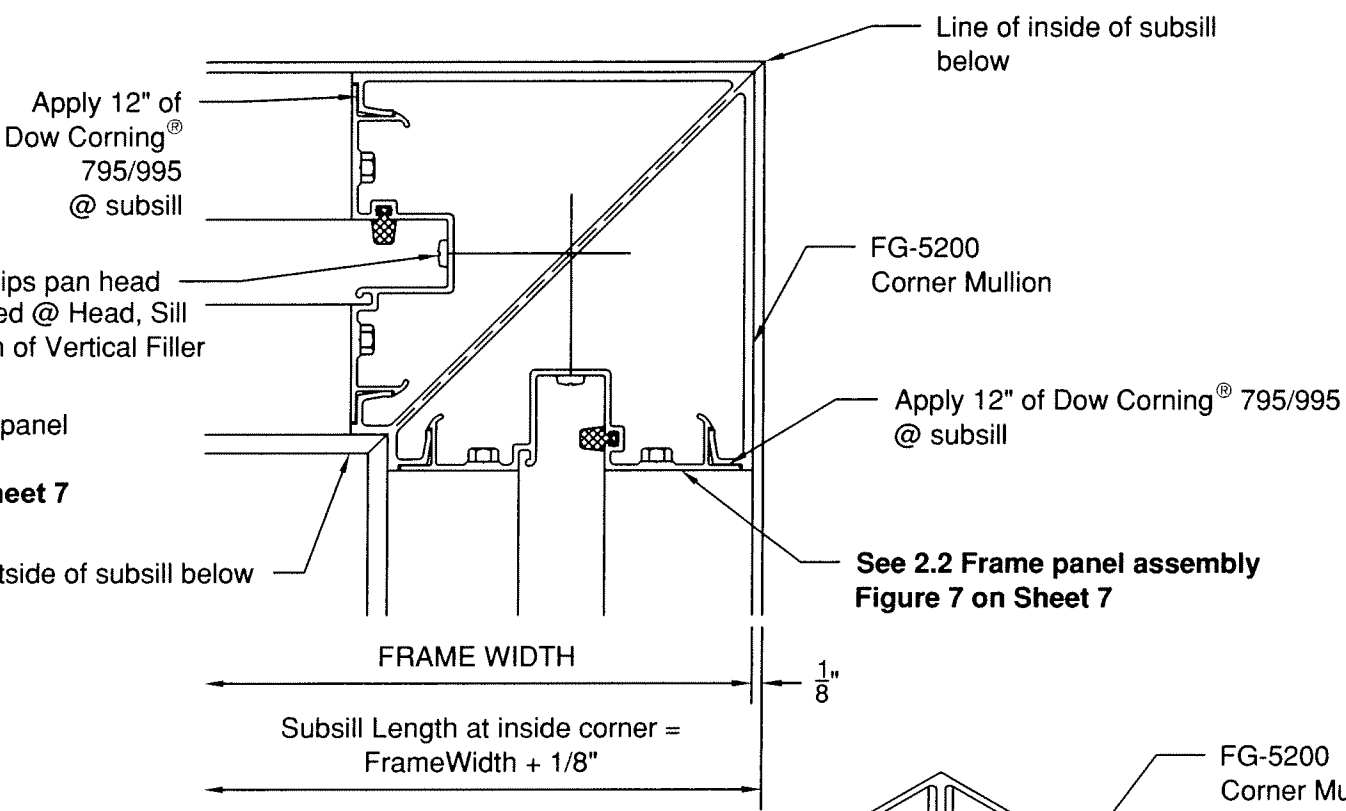 Line of inside of subsill
below
Apply 12" of
Dow Corning®
795/995
@ subsill
FG-5200
Corner Mullion
ips pan head
ed @ Head, Sill
n of Vertical Filler
Apply 12" of Dow Corning® 795/995
@ subsill
panel
heet 7
tside of subsill below
See 2.2 Frame panel assembly
Figure 7 on Sheet 7
FRAME WIDTH
1/8"
Subsill Length at inside corner =
FrameWidth + 1/8"
FG-5200
Corner Mu